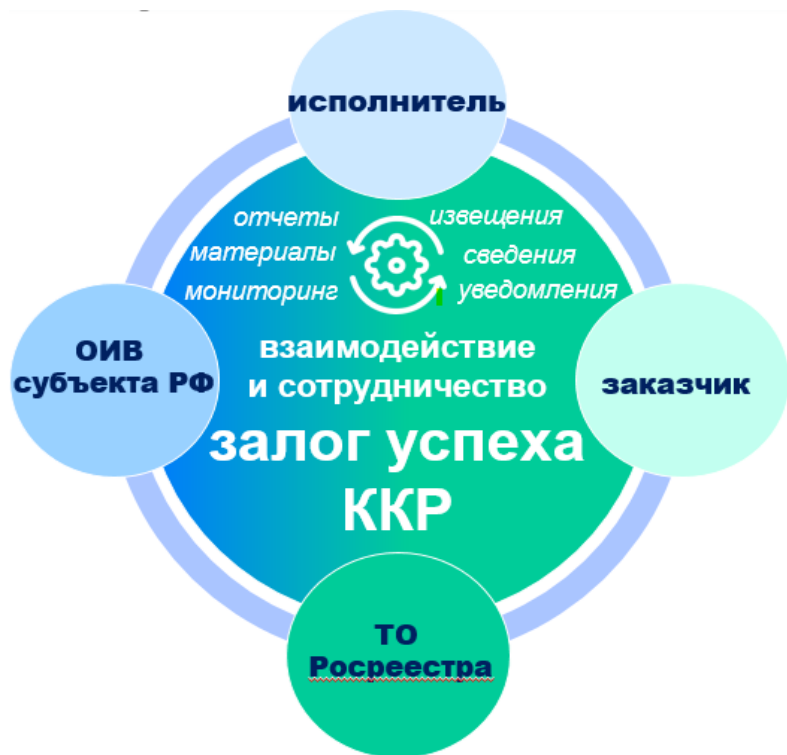 исполнитель
отчеты извещения
материалы сведения
мониторинг уведомления
ОИВ
субъекта РФ
взаимодействие
и сотрудничество
заказчик
залог успеха
ККР
ТО
Росреестра